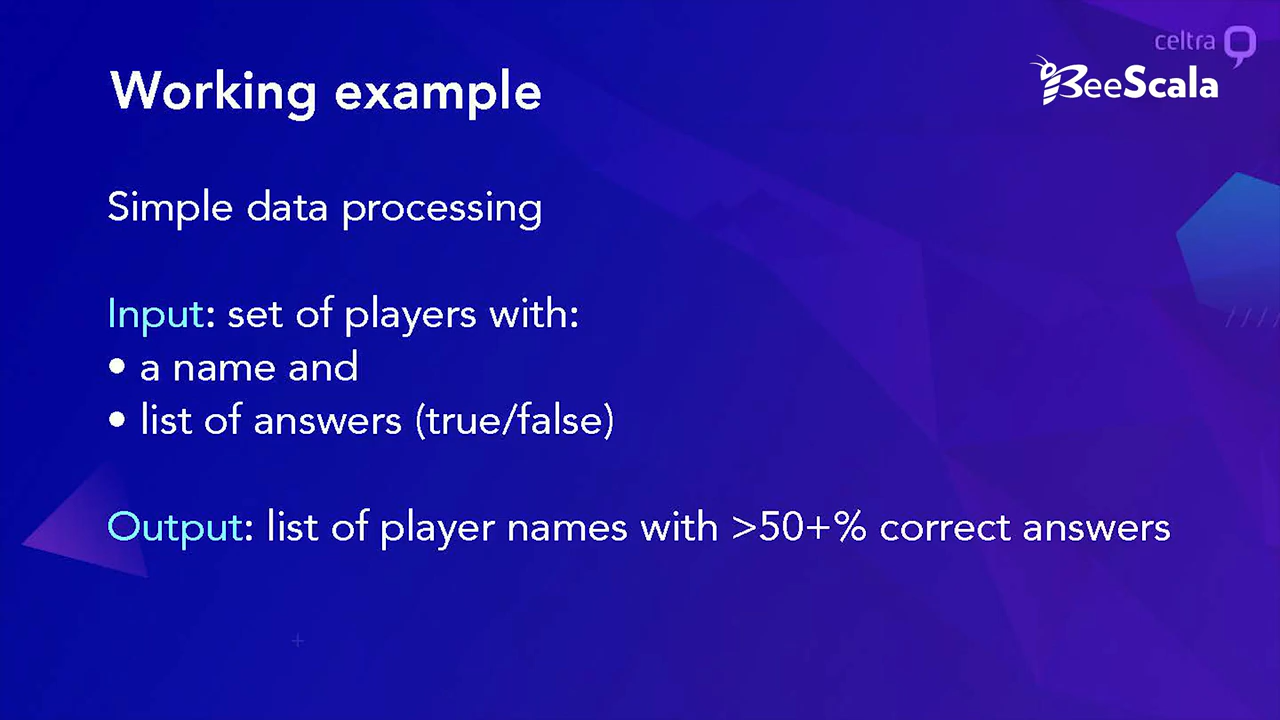 celtra
BeeScala
Working example
Simple data processing
Input: set of players with:
• a name and
• list of answers (true/false)
Output: list of player names with >50+% correct answers